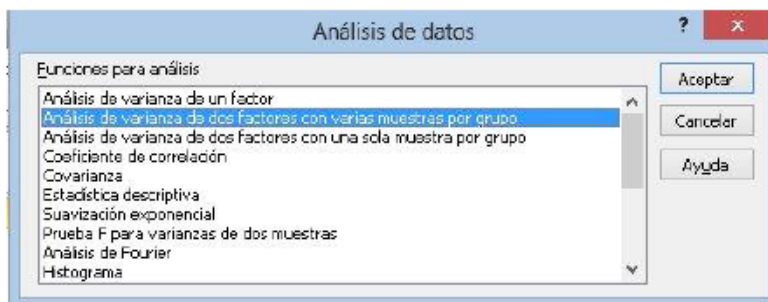 Análisis de datos
?
x
Funciones para análisis
Análisis de varianza de un factor
Análisis de varianza de dos factores con varias muestras por grupo
Análisis de varianza de dos factores con una sola muestra por grupo
Coeficiente de correlación
Covarianza
Estadística descriptiva
Suavización exponencial
Prueba F para varianzas de dos muestras
Análisis de Fourier
Histograma
Aceptar
Cancelar
Ayuda